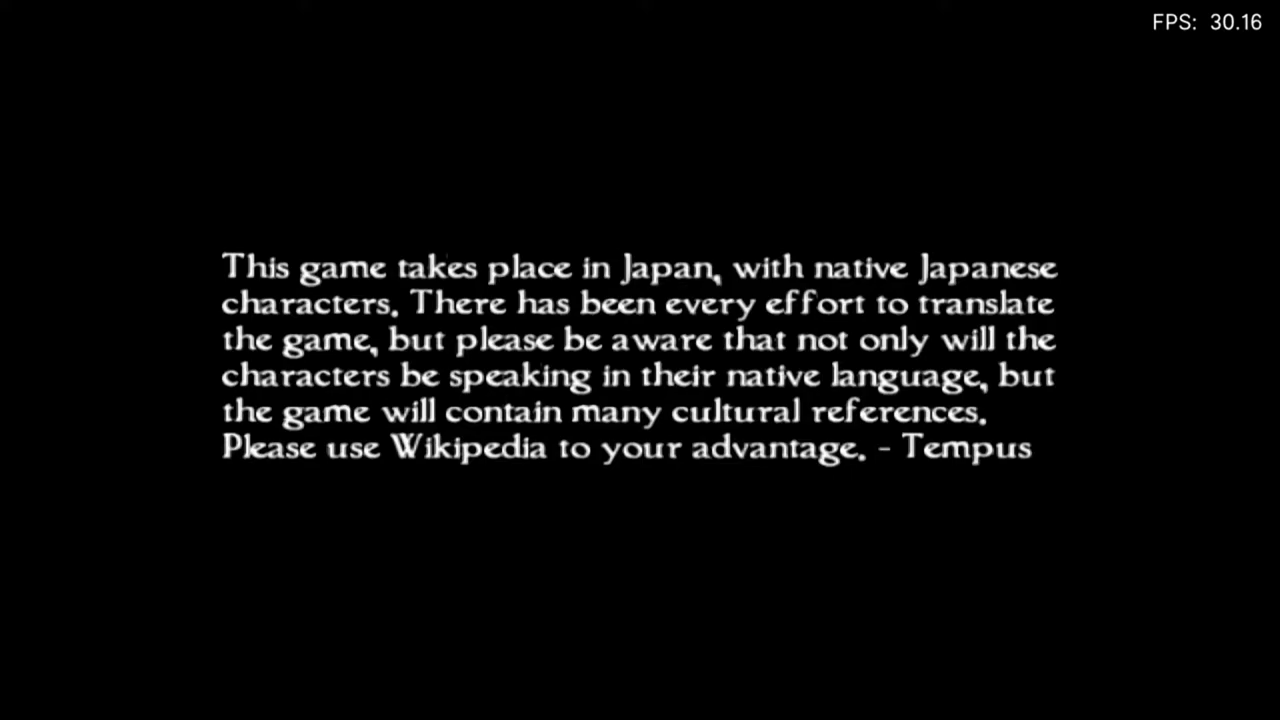 FPS: 30.16
This game takes place in Japan, with native Japanese
characters. There has been every effort to translate
the game, but please be aware that not only will the
characters be speaking in their native language, but
the game will contain many cultural references.
Please use Wikipedia to your advantage. - Tempus